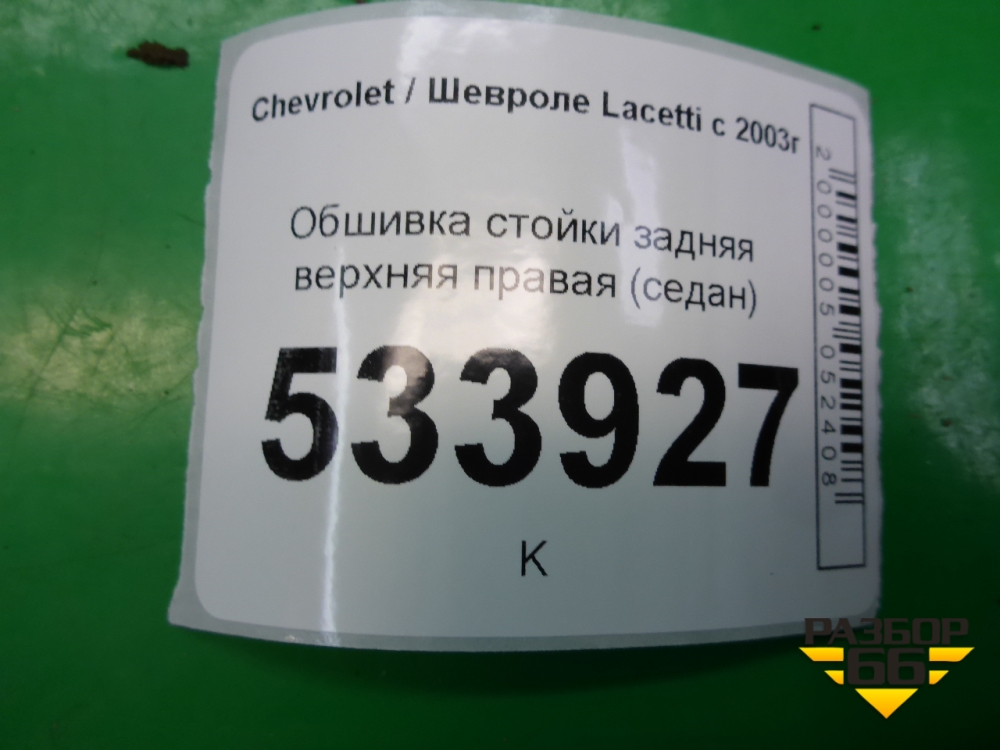 Chevrolet / Шевроле Lacetti с 2003г
Обшивка стойки задняя
верхняя правая (седан)
533927
К
2000005052408
РАЗБОР
66